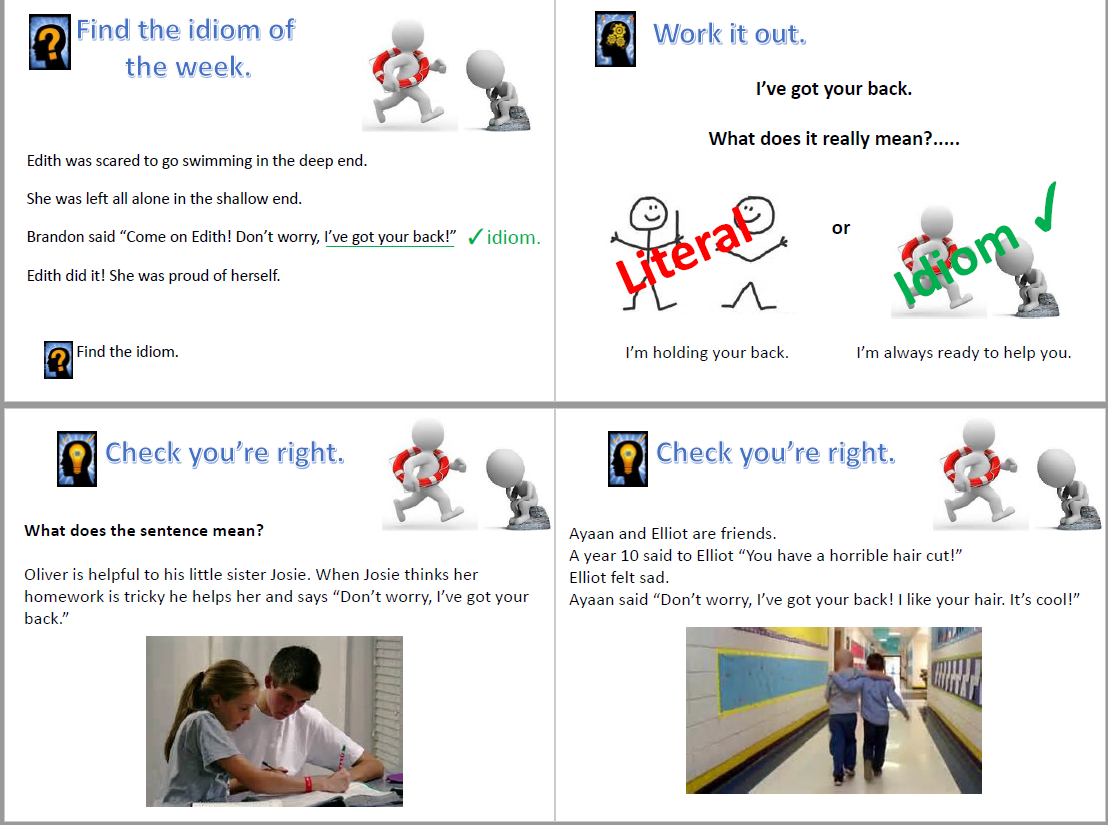 Find the idiom of
the week.
Edith was scared to go swimming in the deep end.
She was left all alone in the shallow end.
Brandon said “Come on Edith! Don’t worry, I’ve got your back!” ✓idiom.
Edith did it! She was proud of herself.
Find the idiom.
Work it out.
I’ve got your back.
What does it really mean?.....
Literal
or
Idiom ✓
I’m holding your back.
I’m always ready to help you.
Check you’re right.
What does the sentence mean?
Oliver is helpful to his little sister Josie. When Josie thinks her
homework is tricky he helps her and says “Don’t worry, I’ve got your
back.”
Check you’re right.
Ayaan and Elliot are friends.
A year 10 said to Elliot “You have a horrible hair cut!”
Elliot felt sad.
Ayaan said “Don’t worry, I’ve got your back! I like your hair. It’s cool!”